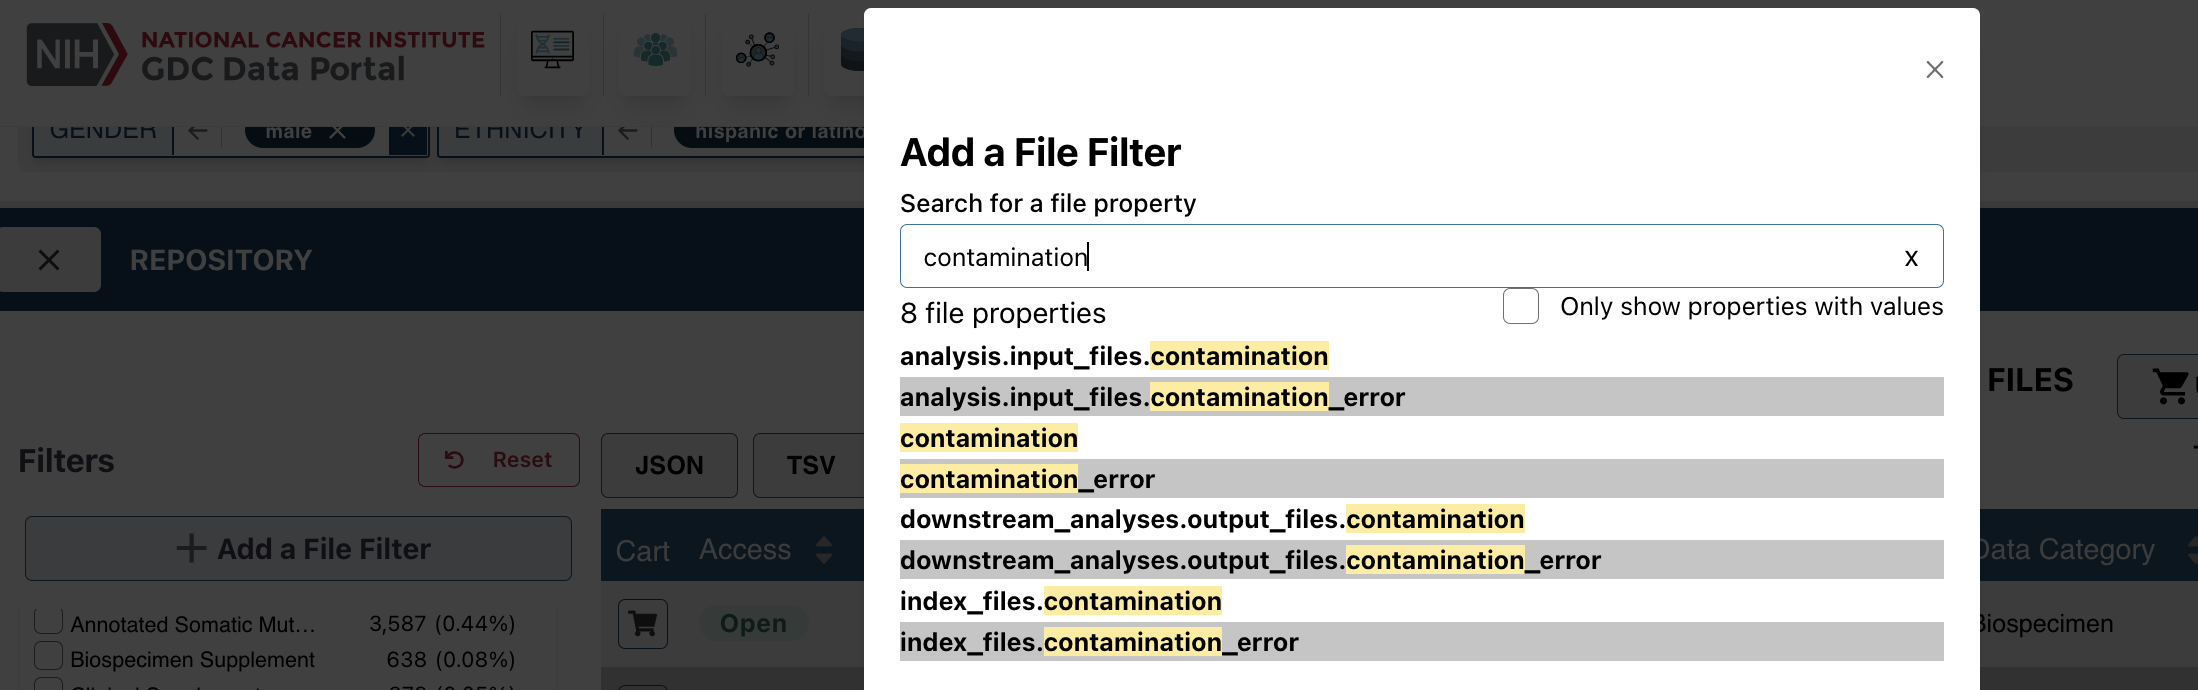 NIH NATIONAL CANCER INSTITUTE
GDC Data Portal
GENDER male ETHNICITY hispanic or latino
REPOSITORY
FILES
Filters
Reset
JSON
TSV
Add a File Filter
Cart Access Data Category
Annotated Somatic Mut... 3,587 (0.44%)
Biospecimen Supplement 638 (0.08%)
Open
Biospecimen
Add a File Filter
Search for a file property
contamination x
8 file properties
Only show properties with values
analysis.input_files.contamination
analysis.input_files.contamination_error
contamination
contamination_error
downstream_analyses.output_files.contamination
downstream_analyses.output_files.contamination_error
index_files.contamination
index_files.contamination_error